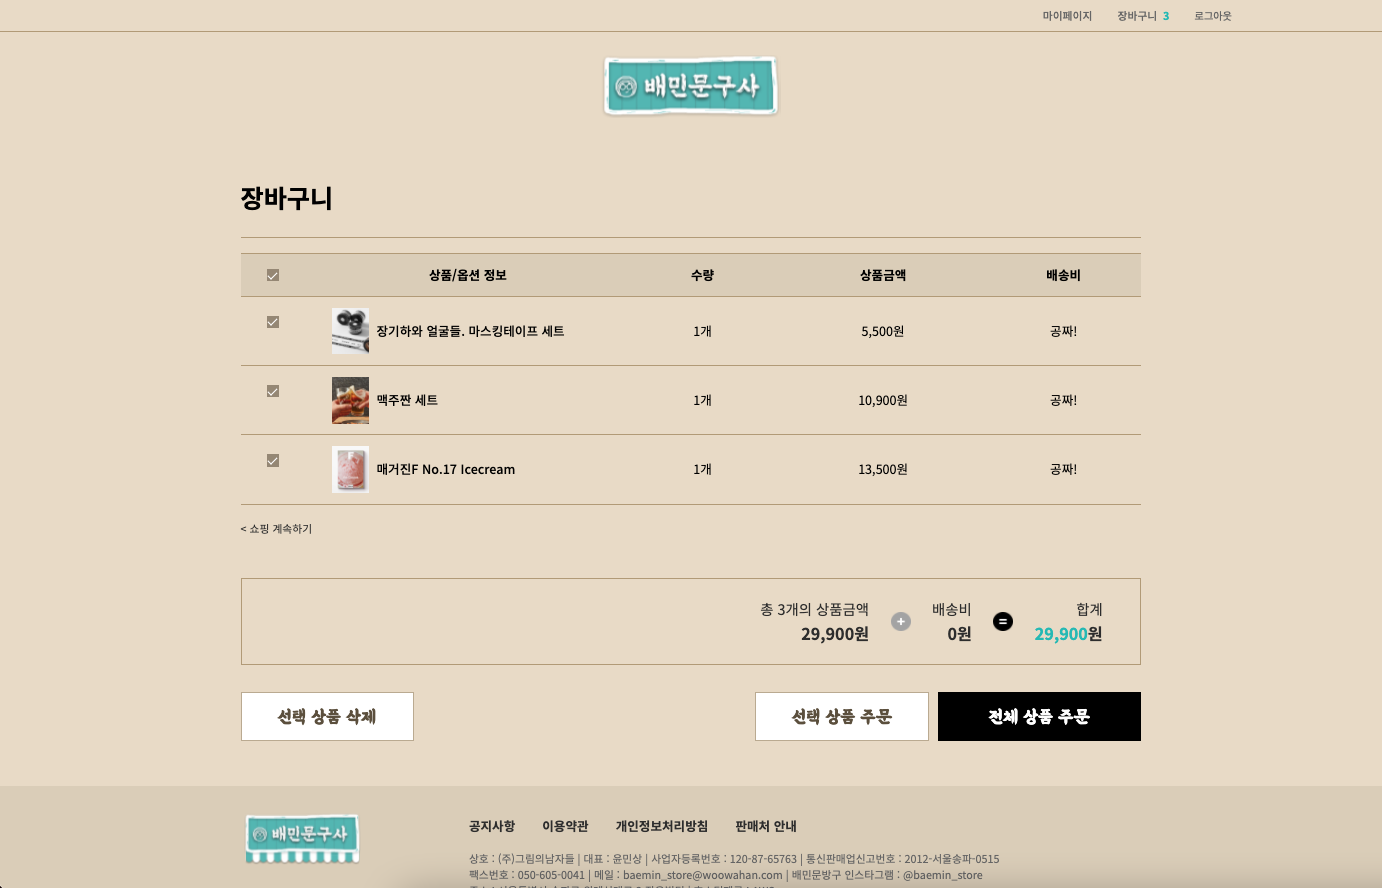 마이페이지 장바구니 3 로그아웃
배민문구사
장바구니
상품/옵션 정보 수량 상품금액 배송비
장기하와 얼굴들. 마스킹테이프 세트 1개 5,500원 공짜!
맥주짠 세트 1개 10,900원 공짜!
매거진F No.17 Icecream 1개 13,500원 공짜!
< 쇼핑 계속하기
총 3개의 상품금액 배송비 합계
29,900원 + 0원 = 29,900원
선택 상품 삭제 선택 상품 주문 전체 상품 주문
배민문구사
공지사항 이용약관 개인정보처리방침 판매처 안내
상호 : (주)그림의남자들 | 대표 : 윤민상 | 사업자등록번호 : 120-87-65763 | 통신판매업신고번호 : 2012-서울송파-0515
팩스번호 : 050-605-0041 | 메일 : baemin_store@woowahan.com | 배민문방구 인스타그램 : @baemin_store